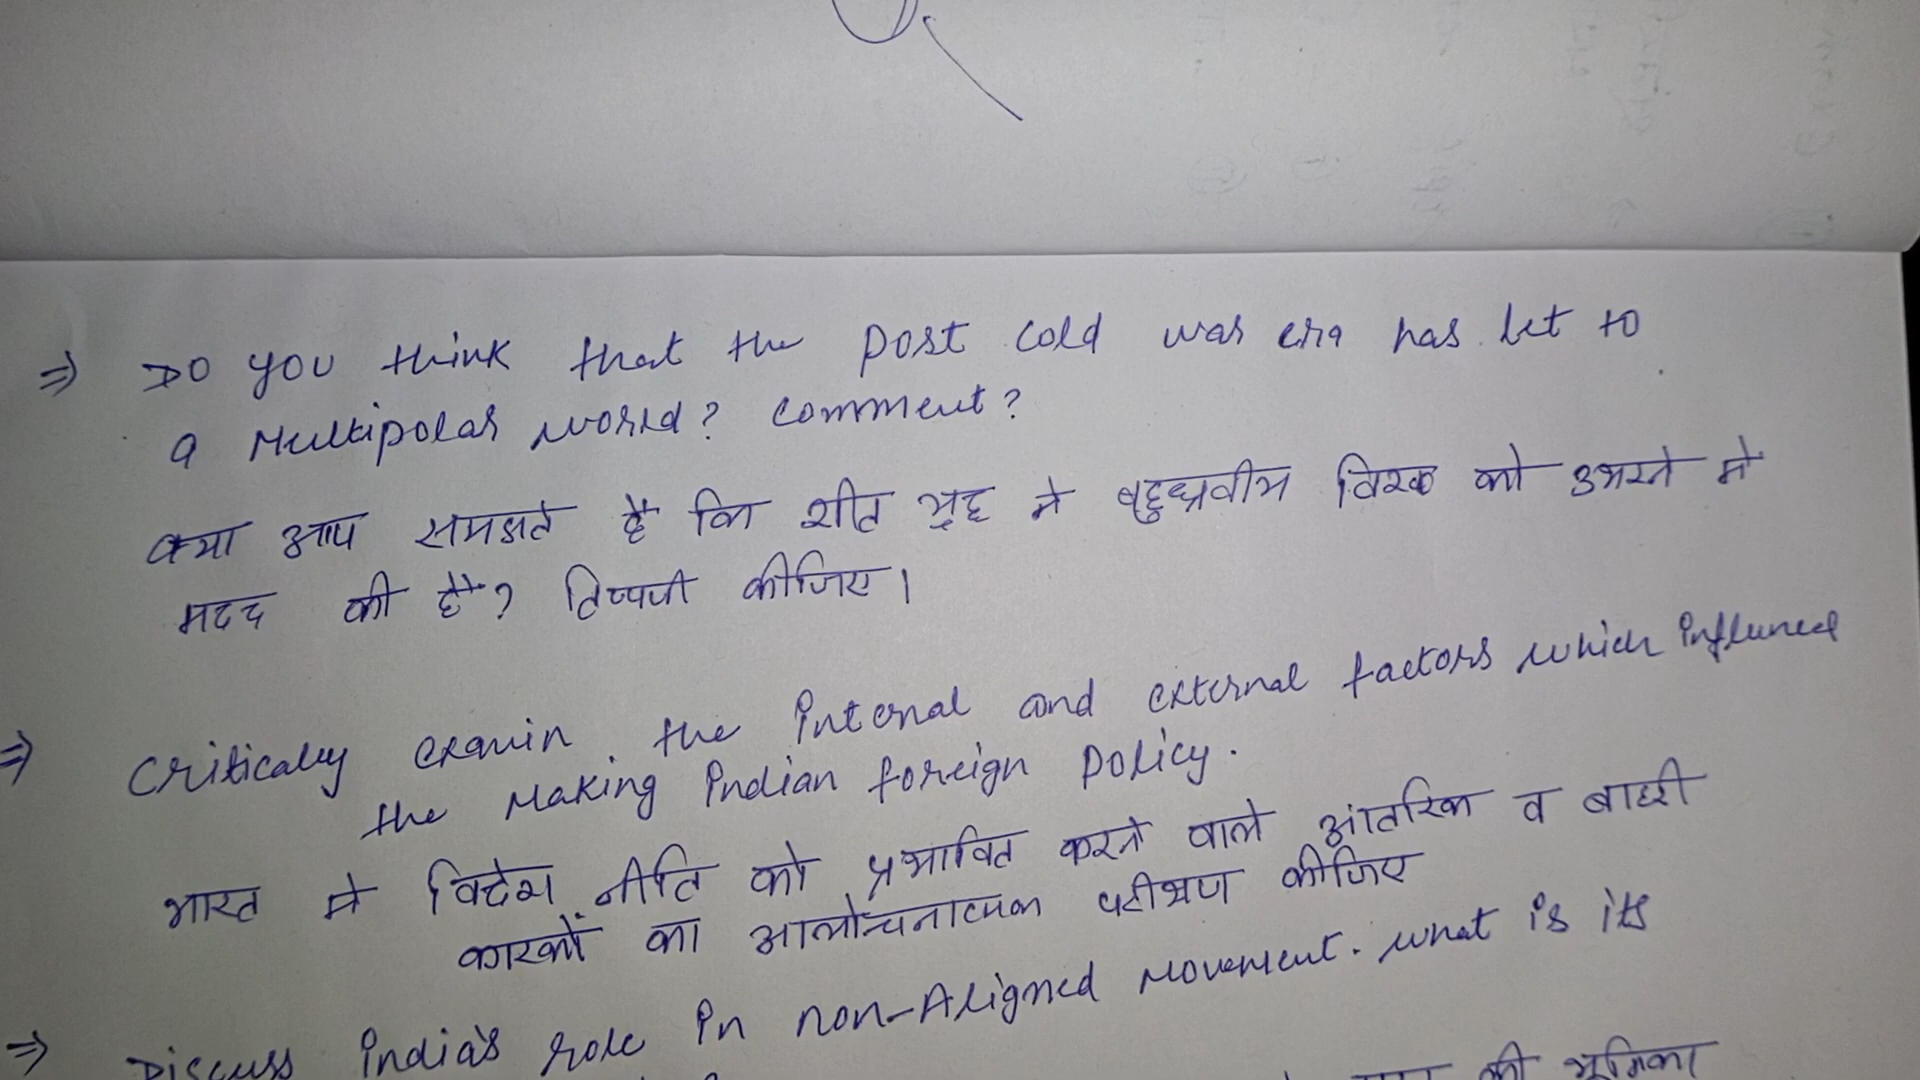 ⇒ DO you think that the post cold war era has let to
a Multipolar world? comment?
क्या आप समझते है कि शीत युद्ध ने बहुध्रुवीय विश्व को उभरने मे
मदद की है? टिप्पणी कीजिए।
⇒ Critically examin the internal and external factors which influnece
the Making indian foreign policy.
भारत मे विदेश नीति को प्रभावित करने वाले आंतरिक व बाहरी
कारकों का आलोचनात्मक परीक्षण कीजिए
⇒ Discuss india's role in non-Aligned Movement. what is its
की भूमिका